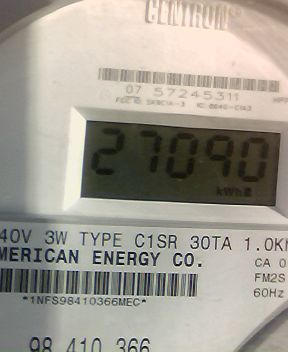 CENTRON®
07 57245311
27090
kWh
40V 3W TYPE C1SR 30TA 1.0K
MERICAN ENERGY CO.
CA 0
FM2S
60Hz
*1NFS98410366MEC*
98 410 366